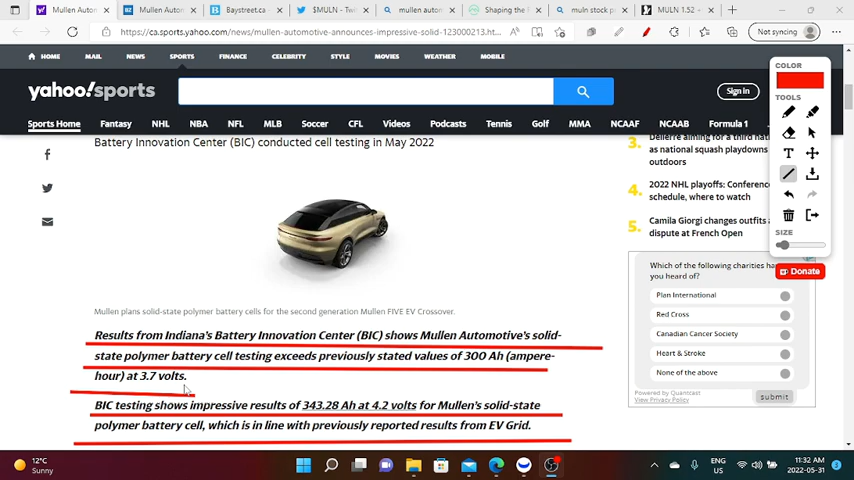 Mullen Autom
Mullen Autom
Baystreet.ca -
$MULN - Twi
mullen auton
Shaping the F
muln stock p
MULN 1.52
https://ca.sports.yahoo.com/news/mullen-automotive-announces-impressive-solid-123000213.ht...
Not syncing
HOME MAIL NEWS SPORTS FINANCE CELEBRITY STYLE MOVIES WEATHER MOBILE
yahoo!sports
Sign in
Sports Home Fantasy NHL NBA NFL MLB Soccer CFL Videos Podcasts Tennis Golf MMA NCAAF NCAAB Formula 1
COLOR
TOOLS
T
SIZE
Donate
Battery Innovation Center (BIC) conducted cell testing in May 2022
Mullen plans solid-state polymer battery cells for the second generation Mullen FIVE EV Crossover.
Results from Indiana's Battery Innovation Center (BIC) shows Mullen Automotive's solid-
state polymer battery cell testing exceeds previously stated values of 300 Ah (ampere-
hour) at 3.7 volts.
BIC testing shows impressive results of 343.28 Ah at 4.2 volts for Mullen's solid-state
polymer battery cell, which is in line with previously reported results from EV Grid.
3.
as national squash playdowns
outdoors
4. 2022 NHL playoffs: Conferenc
schedule, where to watch
5. Camila Giorgi changes outfits a
dispute at French Open
Which of the following charities ha
you heard of?
Plan International
Red Cross
Canadian Cancer Society
Heart & Stroke
None of the above
Powered by Quantcast
View Privacy Policy
submit
12°C
Sunny
ENG
US
11:32 AM
2022-05-31